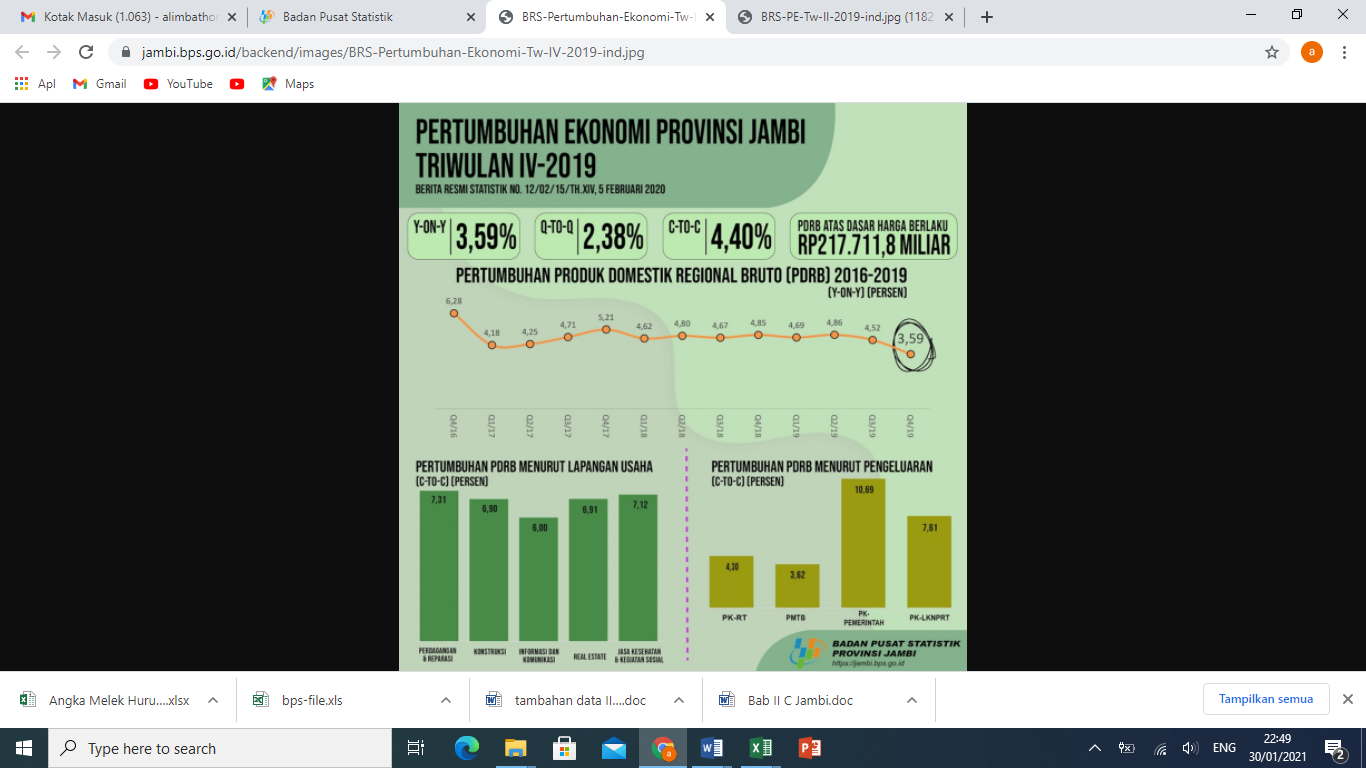 Kotak Masuk (1.063) - alimbathor
Badan Pusat Statistik
BRS-Pertumbuhan-Ekonomi-Tw-I
BRS-PE-Tw-II-2019-ind.jpg (1182
jambi.bps.go.id/backend/images/BRS-Pertumbuhan-Ekonomi-Tw-IV-2019-ind.jpg
a
Apl
Gmail
YouTube
Maps
PERTUMBUHAN EKONOMI PROVINSI JAMBI
TRIWULAN IV-2019
BERITA RESMI STATISTIK NO. 12/02/15/TH.XIV, 5 FEBRUARI 2020
Y-ON-Y 3,59%
Q-TO-Q 2,38%
C-TO-C 4,40%
PDRB ATAS DASAR HARGA BERLAKU
RP217.711,8 MILIAR
PERTUMBUHAN PRODUK DOMESTIK REGIONAL BRUTO (PDRB) 2016-2019
(Y-ON-Y) (PERSEN)
6,28 4,18 4,25 4,71 5,21 4,62 4,80 4,67 4,85 4,69 4,86 4,52 3,59
Q4/16 Q1/17 Q2/17 Q3/17 Q4/17 Q1/18 Q2/18 Q3/18 Q4/18 Q1/19 Q2/19 Q3/19 Q4/19
PERTUMBUHAN PDRB MENURUT LAPANGAN USAHA
(C-TO-C) (PERSEN)
7,31 6,90 6,00 6,91 7,12
PERDAGANGAN
& REPARASI
KONSTRUKSI
INFORMASI DAN
KOMUNIKASI
REAL ESTATE
JASA KESEHATAN
& KEGIATAN SOSIAL
PERTUMBUHAN PDRB MENURUT PENGELUARAN
(C-TO-C) (PERSEN)
4,30 3,62 10,69 7,61
PK-RT
PMTB
PK-
PEMERINTAH
PK-LKNPRT
BADAN PUSAT STATISTIK
PROVINSI JAMBI
https://jambi.bps.go.id
Angka Melek Huru....xlsx
bps-file.xls
tambahan data II....doc
Bab II C Jambi.doc
Tampilkan semua
Type here to search
ENG
22:49
30/01/2021
2